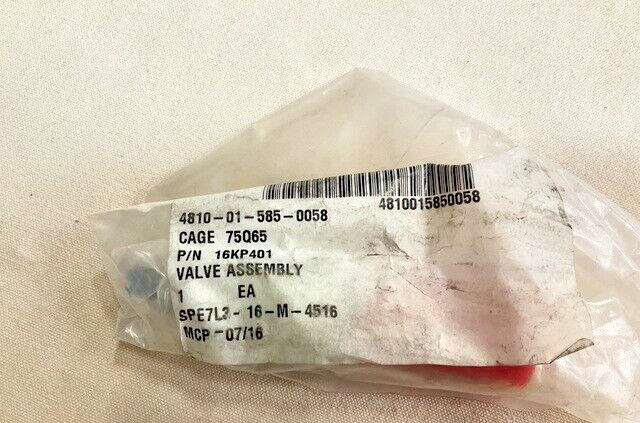 4810-01-585-0058
4810015850058
CAGE 75Q65
P/N 16KP401
VALVE ASSEMBLY
1 EA
SPE7L3-16-M-4516
MCP-07/16